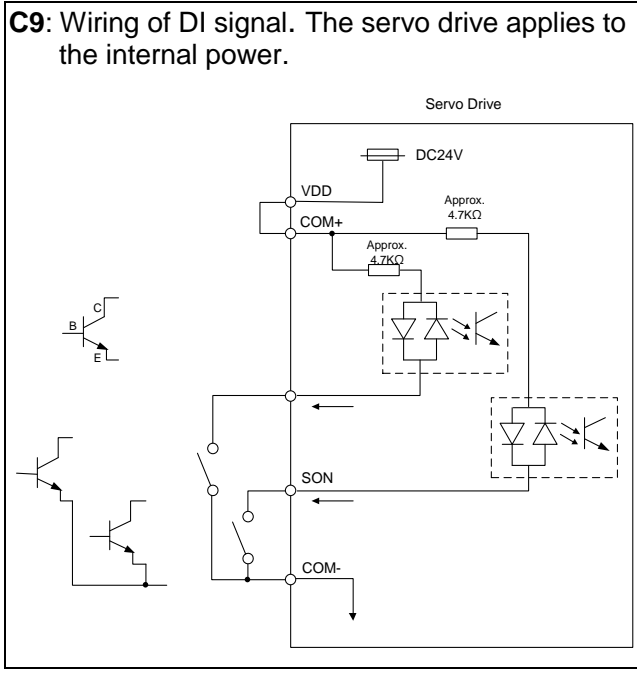 C9: Wiring of DI signal. The servo drive applies to
the internal power.
Servo Drive
DC24V
VDD
Approx.
4.7KΩ
COM+
Approx.
4.7KΩ
C
B
E
SON
COM-